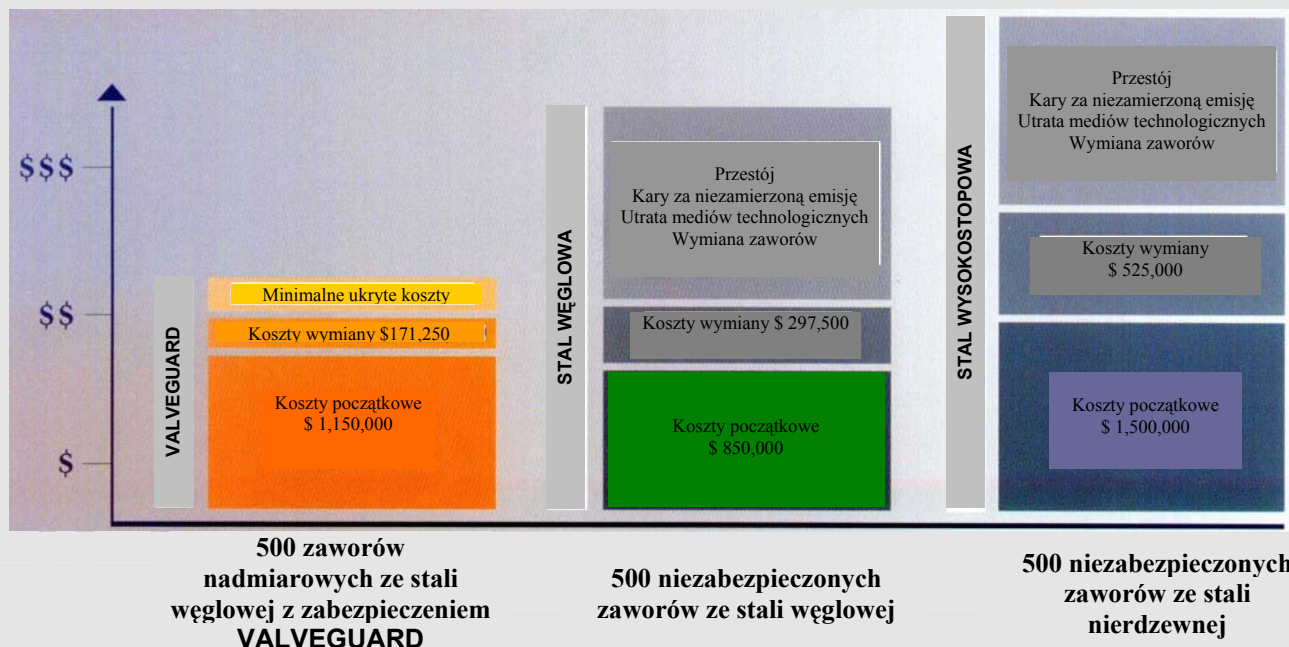 $$$
$$
$
VALVEGUARD
Minimalne ukryte koszty
Koszty wymiany $171,250
Koszty początkowe
$ 1,150,000
STAL WĘGLOWA
Przestój
Kary za niezamierzoną emisję
Utrata mediów technologicznych
Wymiana zaworów
Koszty wymiany $ 297,500
Koszty początkowe
$ 850,000
STAL WYSOKOSTOPOWA
Przestój
Kary za niezamierzoną emisję
Utrata mediów technologicznych
Wymiana zaworów
Koszty wymiany
$ 525,000
Koszty początkowe
$ 1,500,000
500 zaworów
nadmiarowych ze stali
węglowej z zabezpieczeniem
VALVEGUARD
500 niezabezpieczonych
zaworów ze stali węglowej
500 niezabezpieczonych
zaworów ze stali
nierdzewnej